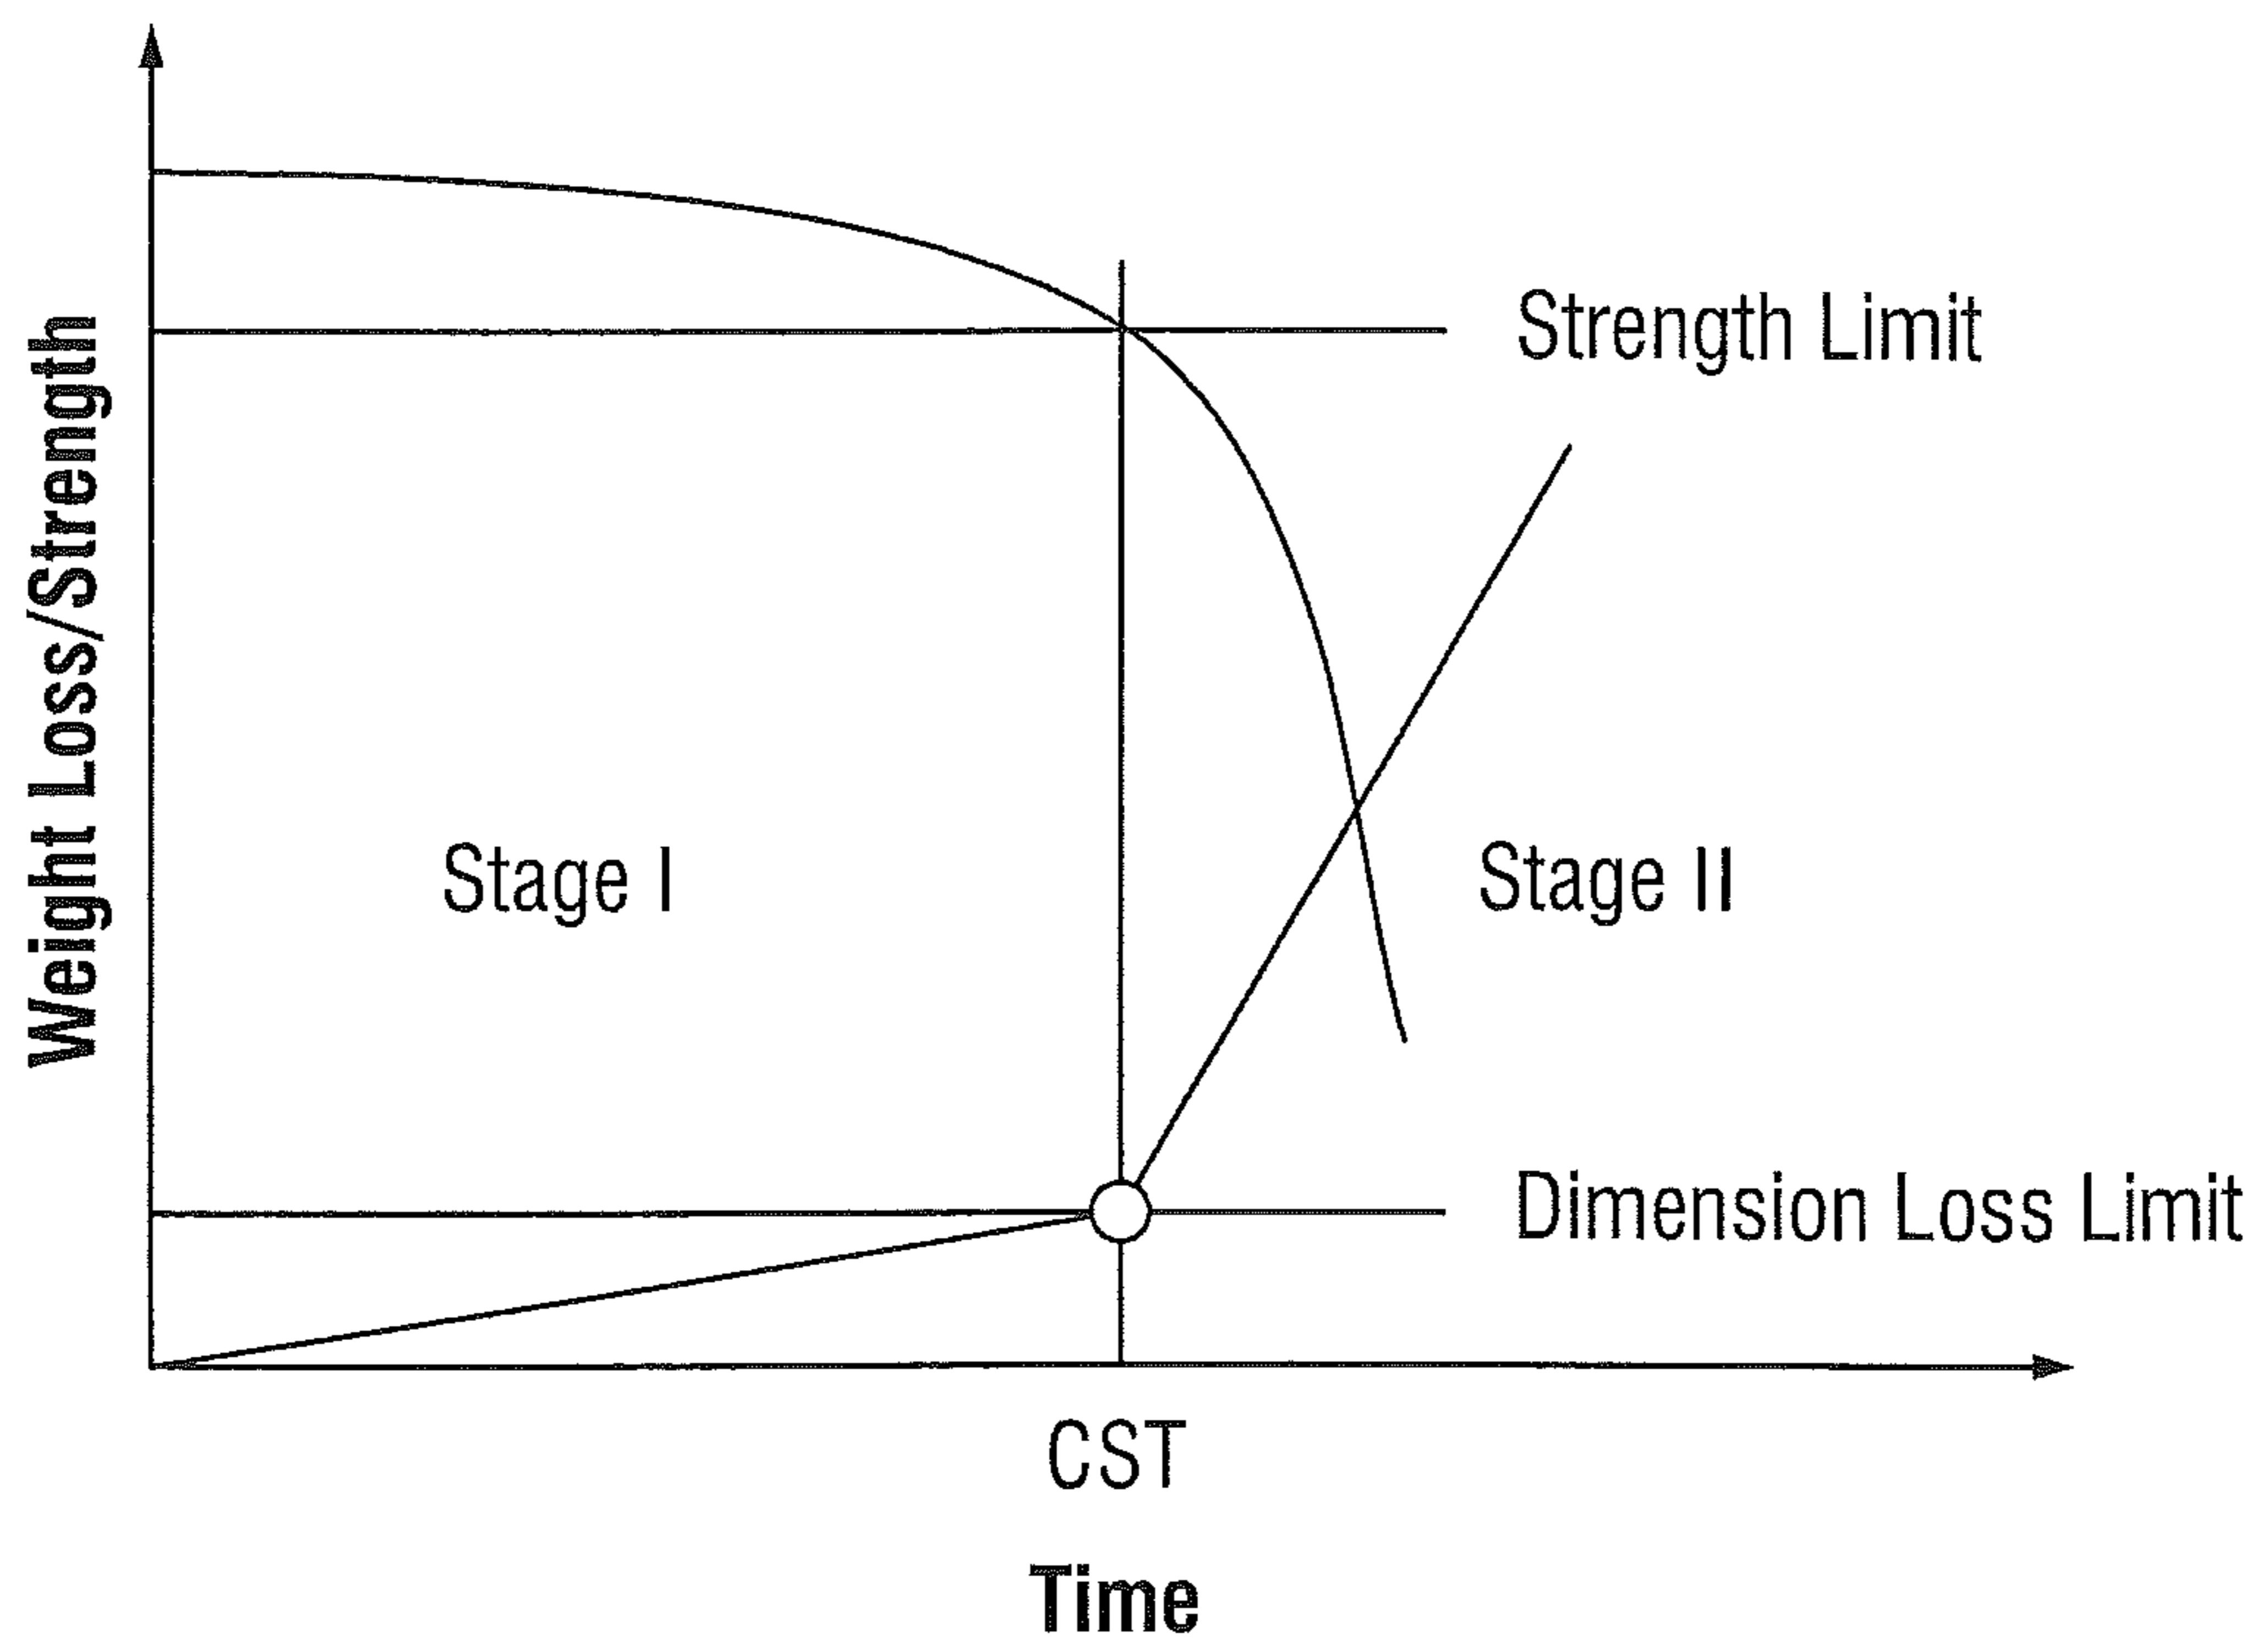 Weight Loss/Strength
Strength Limit
Stage I
Stage II
Dimension Loss Limit
CST
Time